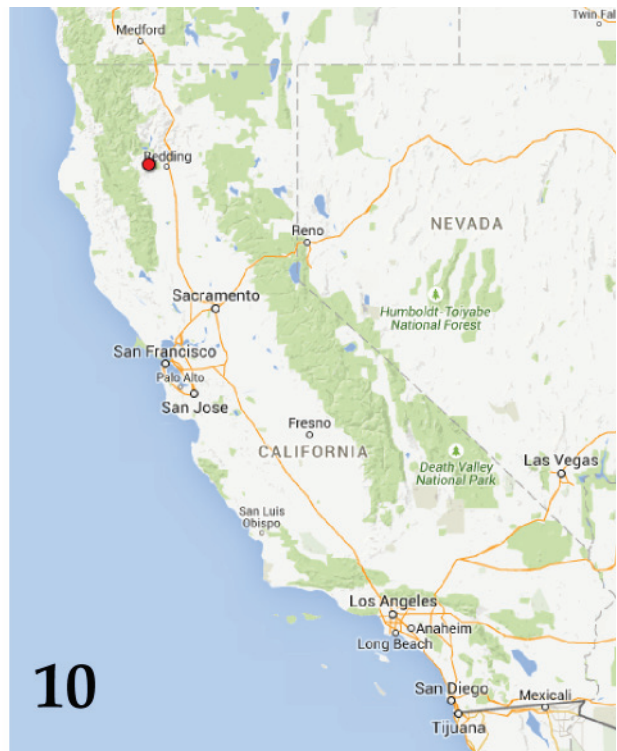 Twin Fal
Medford
Redding
Reno
NEVADA
Sacramento
Humboldt-Toiyabe
National Forest
San Francisco
Palo Alto
San Jose
Fresno
CALIFORNIA
Death Valley
National Park
Las Vegas
San Luis
Obispo
Los Angeles
Anaheim
Long Beach
10
San Diego
Mexicali
Tijuana